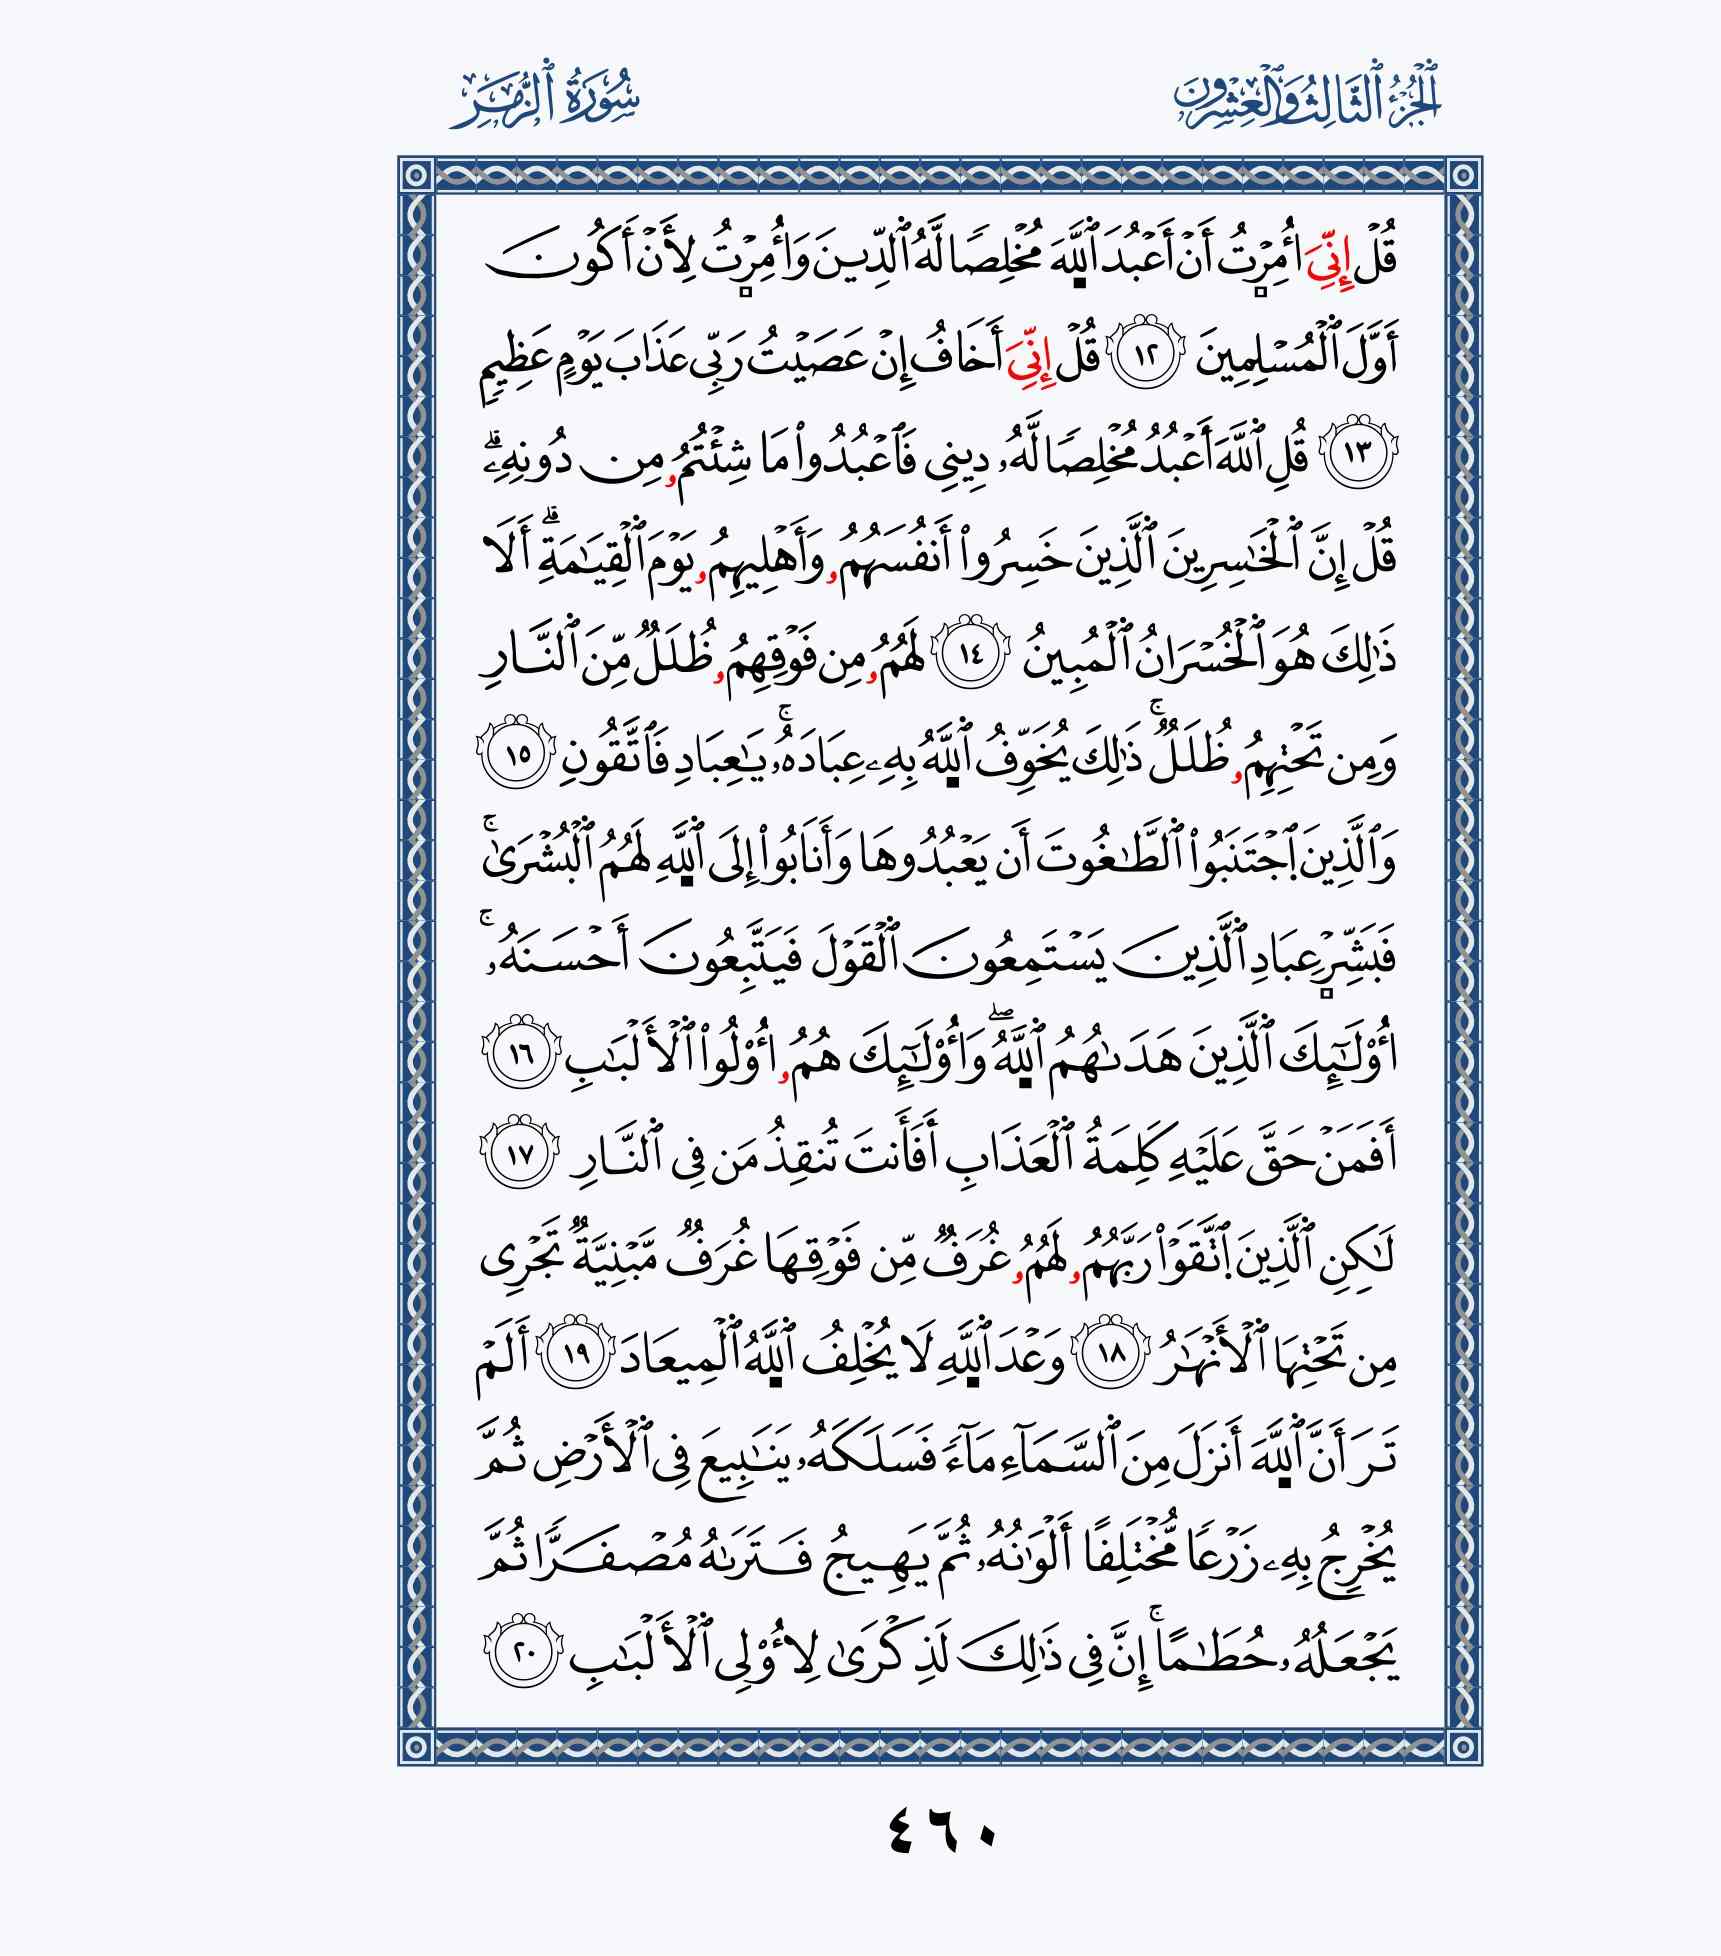 ٱلْجُزْءُ ٱلثَّالِثُ وَٱلْعِشْرُونَ
سُورَةُ ٱلزُّمَرِ
قُلْ إِنِّيَ أُمِرْتُ أَنْ أَعْبُدَ ٱللَّهَ مُخْلِصًا لَّهُ ٱلدِّينَ وَأُمِرْتُ لِأَنْ أَكُونَ
أَوَّلَ ٱلْمُسْلِمِينَ ١٢ قُلْ إِنِّيَ أَخَافُ إِنْ عَصَيْتُ رَبِّي عَذَابَ يَوْمٍ عَظِيمٍ
١٣ قُلِ ٱللَّهَ أَعْبُدُ مُخْلِصًا لَّهُۥ دِينِي فَٱعْبُدُواْ مَا شِئْتُمُۥ مِن دُونِهِۦۗ
قُلْ إِنَّ ٱلْخَٰسِرِينَ ٱلَّذِينَ خَسِرُواْ أَنفُسَهُمُۥ وَأَهْلِيهِمُۥ يَوْمَ ٱلْقِيَٰمَةِۗ أَلَا
ذَٰلِكَ هُوَ ٱلْخُسْرَانُ ٱلْمُبِينُ ١٤ لَهُمُۥ مِن فَوْقِهِمُۥ ظُلَلٌ مِّنَ ٱلنَّارِ
وَمِن تَحْتِهِمُۥ ظُلَلٌۚ ذَٰلِكَ يُخَوِّفُ ٱللَّهُ بِهِۦ عِبَادَهُۥۚ يَٰعِبَادِ فَٱتَّقُونِ ١٥
وَٱلَّذِينَ ٱجْتَنَبُواْ ٱلطَّٰغُوتَ أَن يَعْبُدُوهَا وَأَنَابُواْ إِلَى ٱللَّهِ لَهُمُ ٱلْبُشْرَىٰۚ
فَبَشِّرْ عِبَادِ ٱلَّذِينَ يَسْتَمِعُونَ ٱلْقَوْلَ فَيَتَّبِعُونَ أَحْسَنَهُۥۚ
أُوْلَٰٓئِكَ ٱلَّذِينَ هَدَىٰهُمُ ٱللَّهُۖ وَأُوْلَٰٓئِكَ هُمُۥ أُوْلُواْ ٱلْأَلْبَٰبِ ١٦
أَفَمَنْ حَقَّ عَلَيْهِ كَلِمَةُ ٱلْعَذَابِ أَفَأَنتَ تُنقِذُ مَن فِي ٱلنَّارِ ١٧
لَٰكِنِ ٱلَّذِينَ ٱتَّقَوْاْ رَبَّهُمُۥ لَهُمُۥ غُرَفٌ مِّن فَوْقِهَا غُرَفٌ مَّبْنِيَّةٌ تَجْرِي
مِن تَحْتِهَا ٱلْأَنْهَٰرُ ١٨ وَعْدَ ٱللَّهِ لَا يُخْلِفُ ٱللَّهُ ٱلْمِيعَادَ ١٩ أَلَمْ
تَرَ أَنَّ ٱللَّهَ أَنزَلَ مِنَ ٱلسَّمَآءِ مَآءً فَسَلَكَهُۥ يَنَٰبِيعَ فِي ٱلْأَرْضِ ثُمَّ
يُخْرِجُ بِهِۦ زَرْعًا مُّخْتَلِفًا أَلْوَٰنُهُۥ ثُمَّ يَهِيجُ فَتَرَىٰهُ مُصْفَرًّا ثُمَّ
يَجْعَلُهُۥ حُطَٰمًاۚ إِنَّ فِي ذَٰلِكَ لَذِكْرَىٰ لِأُوْلِي ٱلْأَلْبَٰبِ ٢٠
٤٦٠